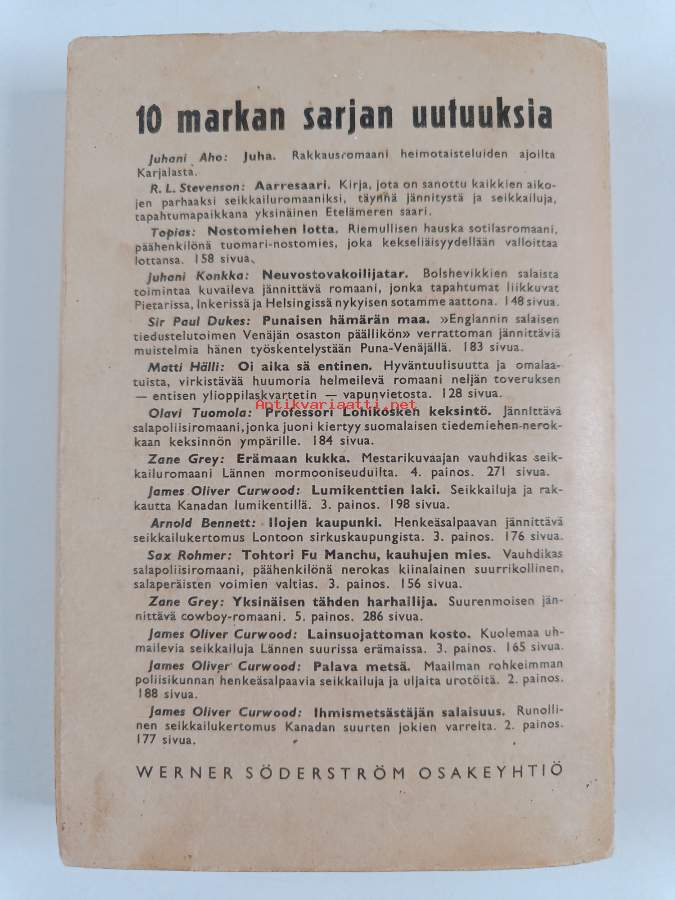 10 markan sarjan uutuuksia
Juhani Aho: Juha. Rakkausromaani heimotaisteluiden ajoilta
Karjalasta.
R. L. Stevenson: Aarresaari. Kirja, jota on sanottu kaikkien aiko-
jen parhaaksi seikkailuromaaniksi, täynnä jännitystä ja seikkailuja,
tapahtumapaikkana yksinäinen Etelämeren saari.
Topias: Nostomiehen lotta. Riemullisen hauska sotilasromaani,
päähenkilönä tuomari-nostomies, joka kekseliäisyydellään valloittaa
lottansa. 158 sivua.
Juhani Konkka: Neuvostovakoilijatar. Bolshevikkien salaista
toimintaa kuvaileva jännittävä romaani, jonka tapahtumat liikkuvat
Pietarissa, Inkerissä ja Helsingissä nykyisen sotamme aattona. 148 sivua.
Sir Paul Dukes: Punaisen hämärän maa. »Englannin salaisen
tiedustelutoimen Venäjän osaston päällikön» verrattoman jännittäviä
muistelmia hänen työskentelystään Puna-Venäjällä. 183 sivua.
Matti Hälli: Oi aika sä entinen. Hyväntuulisuutta ja omalaa-
tuista, virkistävää huumoria helmeilevä romaani neljän toveruksen
— entisen ylioppilaskvartetin — vapunvietosta. 128 sivua.
Antikvariaatti.net
Olavi Tuomola: Professori Lohikosken keksintö. Jännittävä
salapoliisiromaani, jonka juoni kiertyy suomalaisen tiedemiehen-nerok-
kaan keksinnön ympärille. 184 sivua.
Zane Grey: Erämaan kukka. Mestarikuvaajan vauhdikas seik-
kailuromaani Lännen mormooniseuduilta. 4. painos. 271 sivua.
James Oliver Curwood: Lumikenttien laki. Seikkailuja ja rak-
kautta Kanadan lumikentillä. 3. painos. 198 sivua.
Arnold Bennett: Ilojen kaupunki. Henkeäsalpaavan jännittävä
seikkailukertomus Lontoon sirkuskaupungista. 3. painos. 176 sivua.
Sax Rohmer: Tohtori Fu Manchu, kauhujen mies. Vauhdikas
salapoliisiromaani, päähenkilönä nerokas kiinalainen suurrikollinen,
salaperäisten voimien valtias. 3. painos. 156 sivua.
Zane Grey: Yksinäisen tähden harhailija. Suurenmoisen jän-
nittävä cowboy-romaani. 5. painos. 286 sivua.
James Oliver Curwood: Lainsuojattoman kosto. Kuolemaa uh-
mailevia seikkailuja Lännen suurissa erämaissa. 3. painos. 165 sivua.
James Oliver Curwood: Palava metsä. Maailman rohkeimman
poliisikunnan henkeäsalpaavia seikkailuja ja uljaita urotöitä. 2. painos.
188 sivua.
James Oliver Curwood: Ihmismetsästäjän salaisuus. Runolli-
nen seikkailukertomus Kanadan suurten jokien varreita. 2. painos.
177 sivua.
WERNER SÖDERSTRÖM OSAKEYHTIÖ